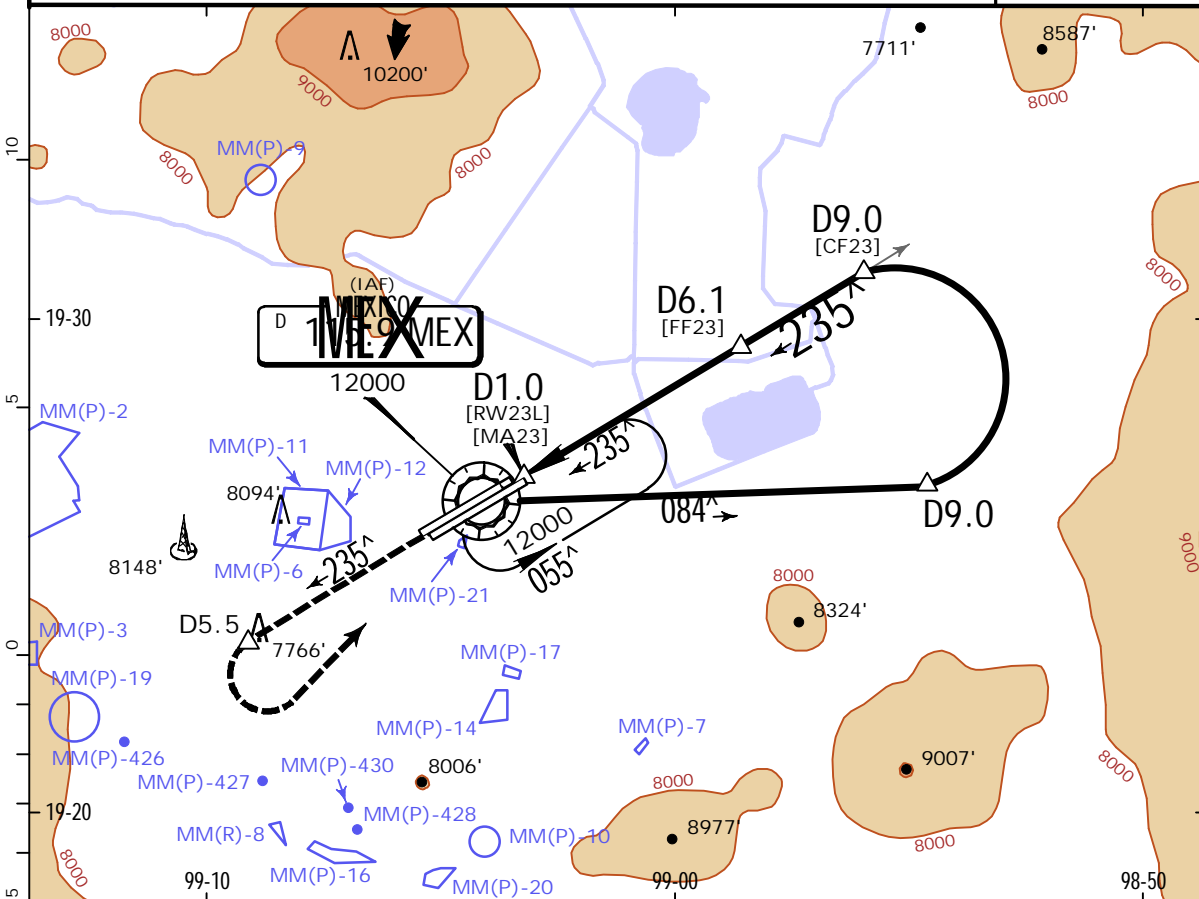 8000
10200'
9000
7711'
8587'
8000
10
MM(P)-9
8000
8000
D9.0
[CF23]
8000
(IAF)
MEXICO
D
MEX
MEX
12000
D6.1
[FF23]
235^
19-30
D1.0
[RW23L]
[MA23]
5
MM(P)-2
MM(P)-11
MM(P)-12
8094'
235^
12000
055^
084^
D9.0
MM(P)-6
8148'
235^
MM(P)-21
9000
8000
8324'
D5.5
7766'
MM(P)-3
0
MM(P)-17
MM(P)-19
MM(P)-14
MM(P)-7
MM(P)-426
MM(P)-430
8006'
9007'
MM(P)-427
8000
8000
MM(P)-428
19-20
MM(R)-8
MM(P)-10
8977'
8000
8000
MM(P)-16
MM(P)-20
99-10
99-00
98-50
5